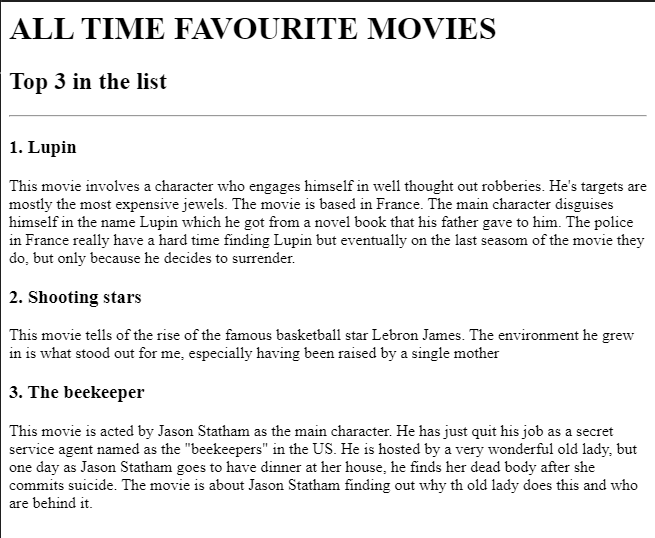 ALL TIME FAVOURITE MOVIES
Top 3 in the list
1. Lupin
This movie involves a character who engages himself in well thought out robberies. He's targets are
mostly the most expensive jewels. The movie is based in France. The main character disguises
himself in the name Lupin which he got from a novel book that his father gave to him. The police
in France really have a hard time finding Lupin but eventually on the last seasom of the movie they
do, but only because he decides to surrender.
2. Shooting stars
This movie tells of the rise of the famous basketball star Lebron James. The environment he grew
in is what stood out for me, especially having been raised by a single mother
3. The beekeeper
This movie is acted by Jason Statham as the main character. He has just quit his job as a secret
service agent named as the "beekeepers" in the US. He is hosted by a very wonderful old lady, but
one day as Jason Statham goes to have dinner at her house, he finds her dead body after she
commits suicide. The movie is about Jason Statham finding out why th old lady does this and who
are behind it.